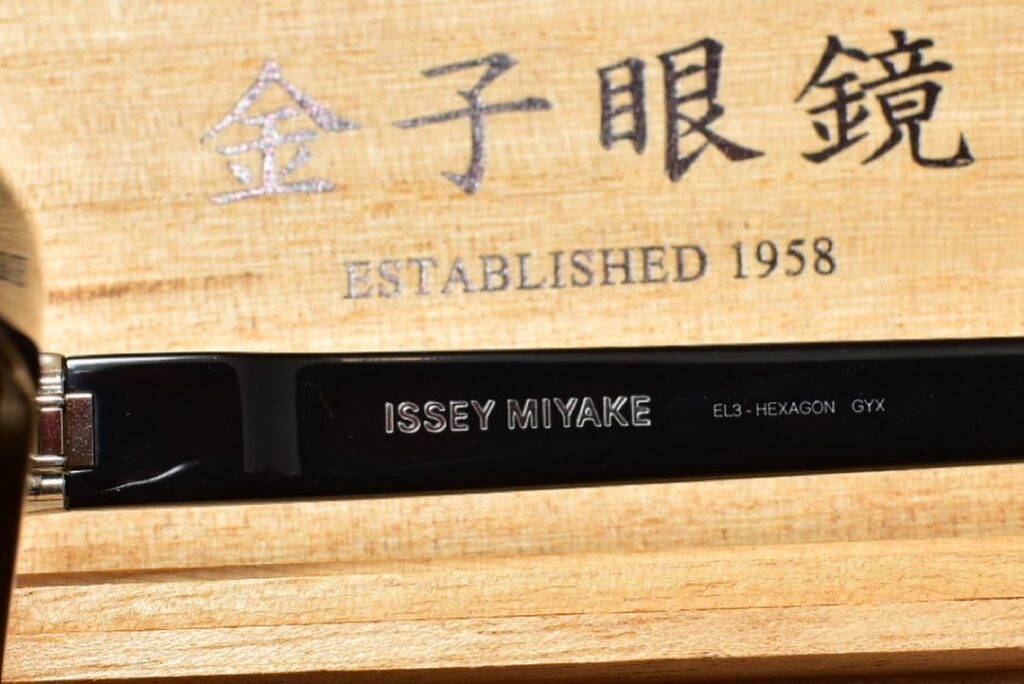 金子眼鏡
ESTABLISHED 1958
ISSEY MIYAKE EL3 - HEXAGON GYX